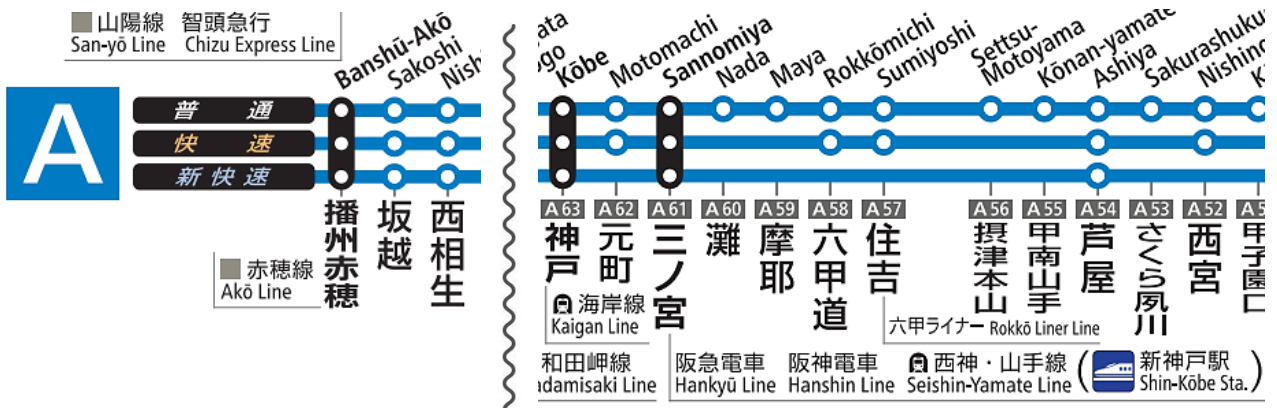 山陽線 智頭急行
San-yō Line Chizu Express Line
Banshū-Akō
Sakoshi
Kōbe
Motomachi
Sannomiya
Nada
Maya
Rokkōmichi
Sumiyoshi
Settsu-
Motoyama
Kōnan-yamate
Ashiya
A
普通
快速
新快速
A63 A62 A61 A60 A59 A58 A57 A56 A55 A54 A53 A52
播州赤穂
坂越
西相生
神戸
元町
三ノ宮
灘
摩耶
六甲道
住吉
摂津本山
甲南山手
芦屋
さくら夙川
西宮
甲子園口
赤穂線
Akō Line
海岸線
Kaigan Line
六甲ライナー Rokkō Liner Line
和田岬線
阪急電車 阪神電車 西神・山手線 ( 新神戸駅 )
Hankyū Line Hanshin Line Seishin-Yamate Line Shin-Kōbe Sta.